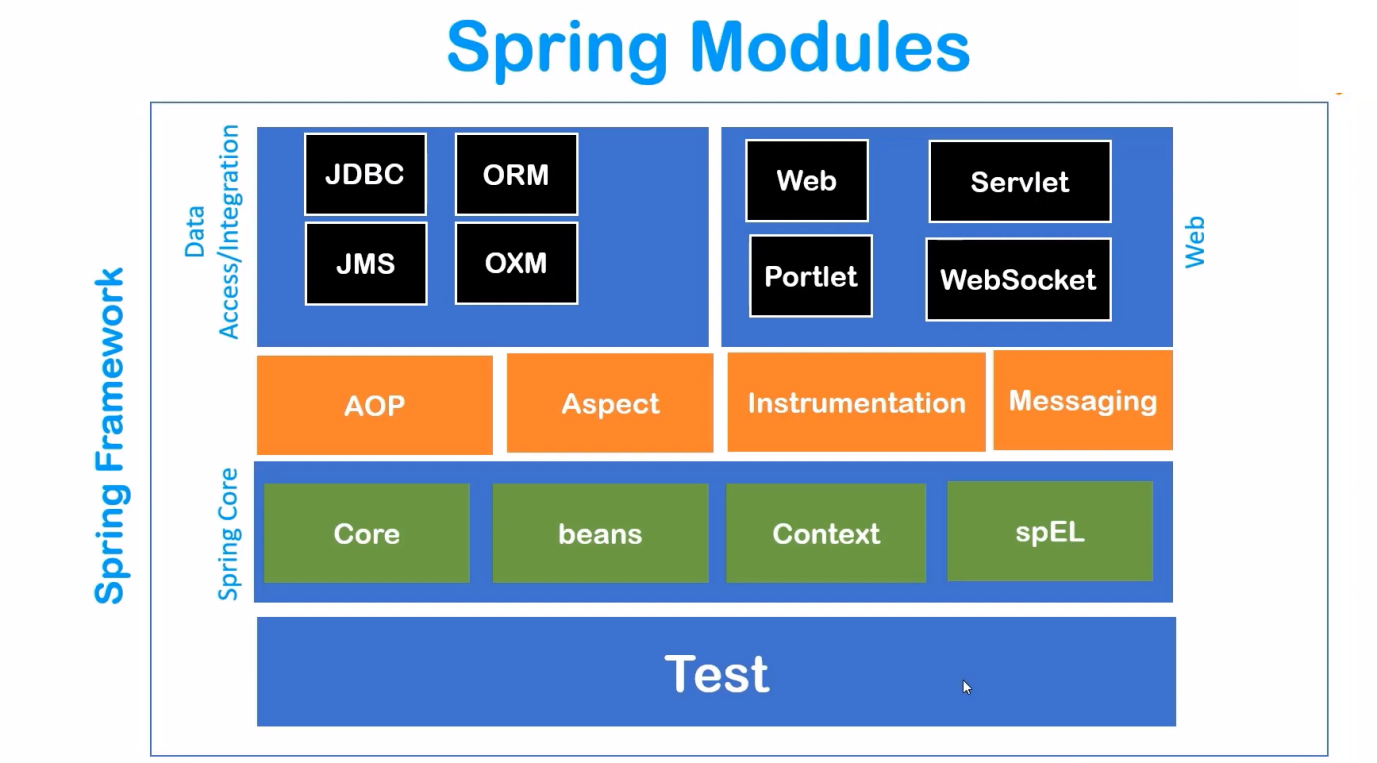 Spring Modules
Spring Framework
Data
Access/Integration
JDBC
ORM
JMS
OXM
Web
Servlet
Portlet
WebSocket
Web
AOP
Aspect
Instrumentation
Messaging
Spring Core
Core
beans
Context
spEL
Test